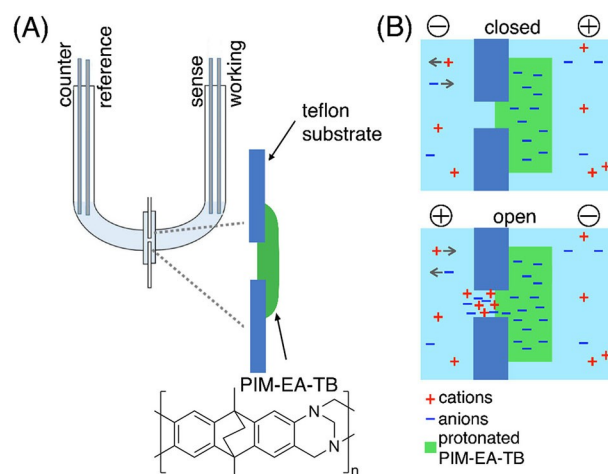 (A)
counter
reference
sense
working
teflon
substrate
PIM-EA-TB
N
N
n
(B)
− closed +
+ open −
+ cations
− anions
protonated
PIM-EA-TB